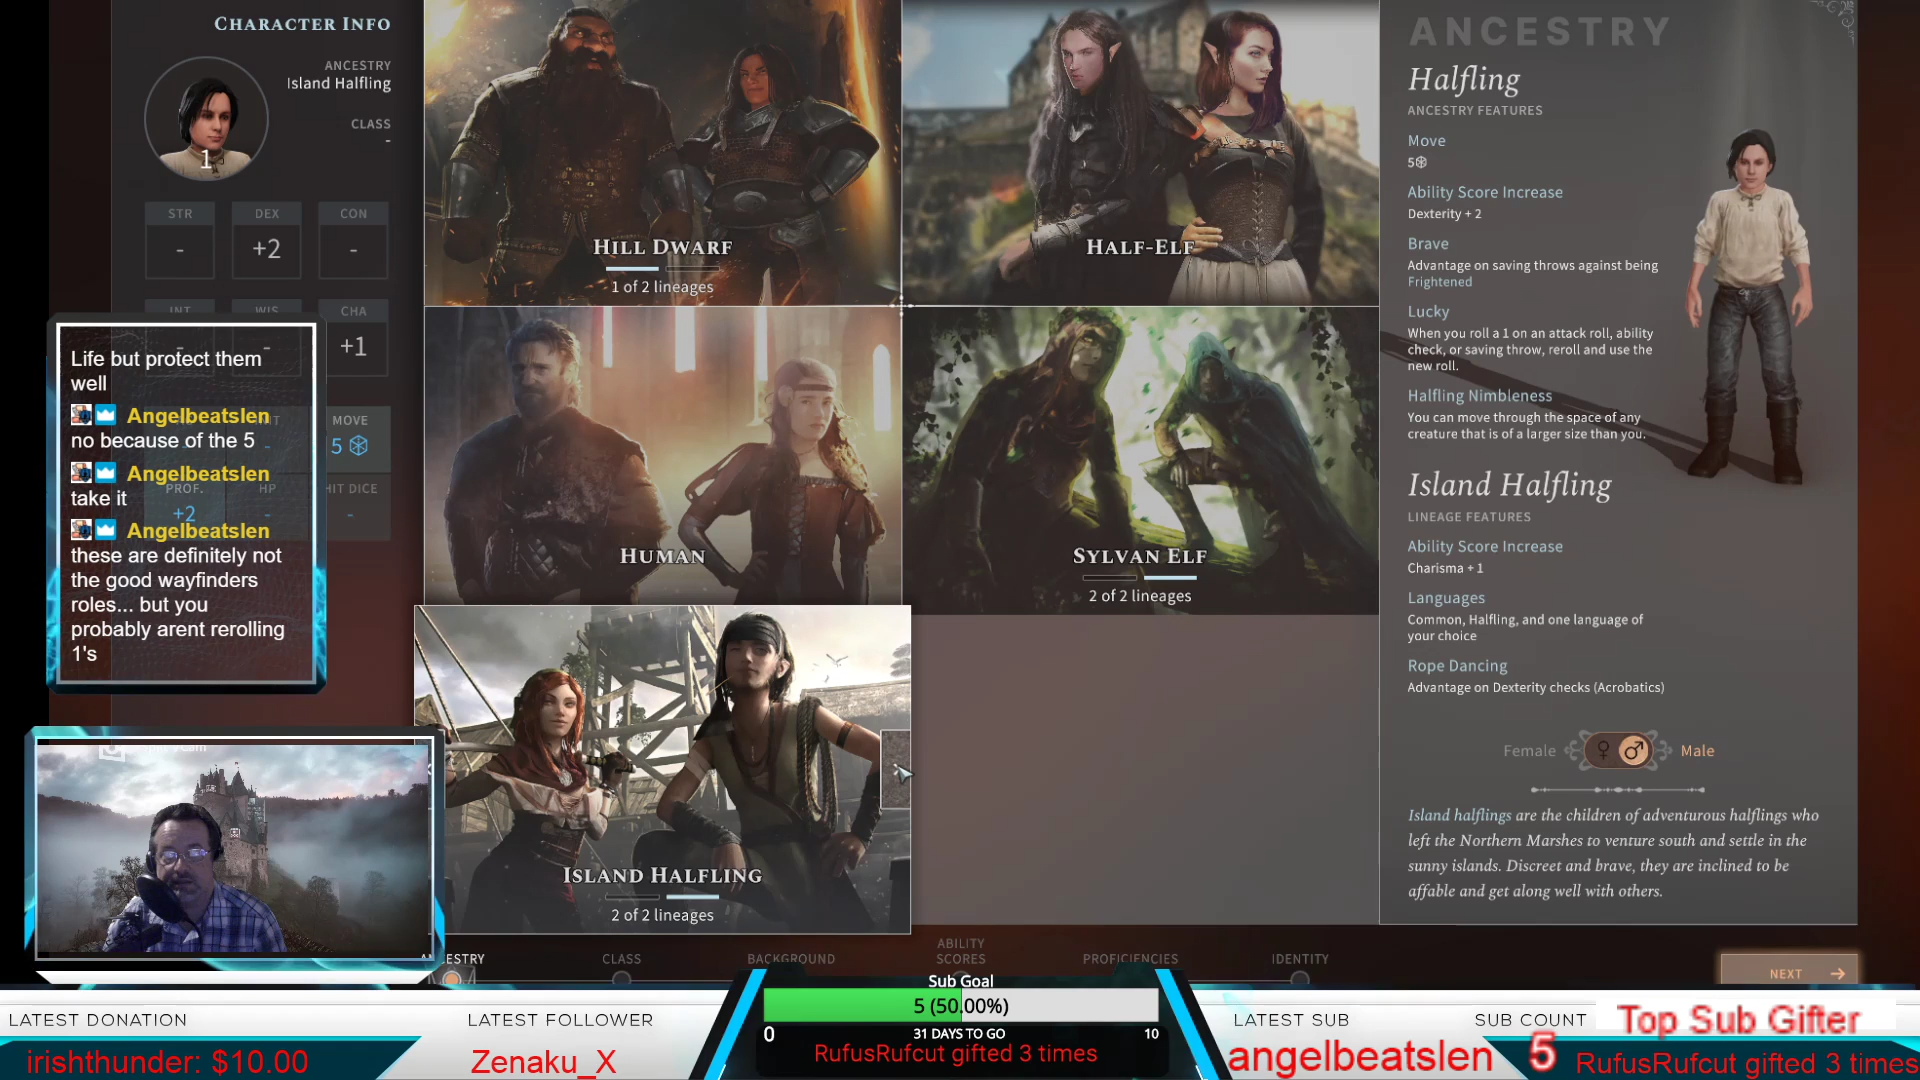 CHARACTER INFO
ANCESTRY
Island Halfling
CLASS
-
1
STR
DEX
CON
-
+2
-
INT
WIS
CHA
-
-
+1
MOVE
5
PROF.
HP
HIT DICE
+2
-
-
Life but protect them
well
Angelbeatslen
no because of the 5
Angelbeatslen
take it
Angelbeatslen
these are definitely not
the good wayfinders
roles... but you
probably arent rerolling
1's
HILL DWARF
1 of 2 lineages
HALF-ELF
HUMAN
SYLVAN ELF
2 of 2 lineages
ISLAND HALFLING
2 of 2 lineages
ANCESTRY
Halfling
ANCESTRY FEATURES
Move
5
Ability Score Increase
Dexterity + 2
Brave
Advantage on saving throws against being
Frightened
Lucky
When you roll a 1 on an attack roll, ability
check, or saving throw, reroll and use the
new roll.
Halfling Nimbleness
You can move through the space of any
creature that is of a larger size than you.
Island Halfling
LINEAGE FEATURES
Ability Score Increase
Charisma + 1
Languages
Common, Halfling, and one language of
your choice
Rope Dancing
Advantage on Dexterity checks (Acrobatics)
Female
Male
Island halflings are the children of adventurous halflings who
left the Northern Marshes to venture south and settle in the
sunny islands. Discreet and brave, they are inclined to be
affable and get along well with others.
CLASS
BACKGROUND
ABILITY
SCORES
PROFICIENCIES
IDENTITY
NEXT
LATEST DONATION
irishthunder: $10.00
LATEST FOLLOWER
Zenaku_X
Sub Goal
5 (50.00%)
0
31 DAYS TO GO
10
RufusRufcut gifted 3 times
LATEST SUB
angelbeatslen
SUB COUNT
5
Top Sub Gifter
RufusRufcut gifted 3 times